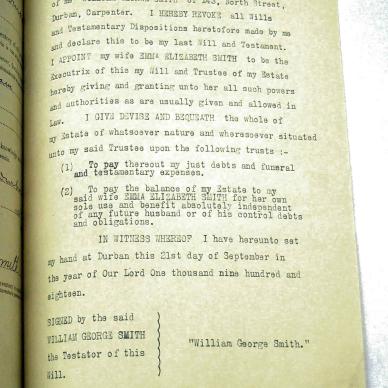 of me WILLIAM GEORGE SMITH of 143, North Street,
Durban, Carpenter. I HEREBY REVOKE all Wills
and Testamentary Dispositions heretofore made by me
and declare this to be my last Will and Testament.
I APPOINT my wife EMMA ELIZABETH SMITH to be the
Executrix of this my Will and Trustee of my Estate
hereby giving and granting unto her all such powers
and authorities as are usually given and allowed in
Law. I GIVE DEVISE AND BEQUEATH the whole of
my Estate of whatsoever nature and wheresoever situated
unto my said Trustee upon the following trusts :-
(1) To pay thereout my just debts and funeral
and testamentary expenses.
(2) To pay the balance of my Estate to my
said wife EMMA ELIZABETH SMITH for her own
sole use and benefit absolutely independent
of any future husband or of his control debts
and obligations.
IN WITNESS WHEREOF I have hereunto set
my hand at Durban this 21st day of September in
the year of Our Lord One thousand nine hundred and
eighteen.
SIGNED by the said
WILLIAM GEORGE SMITH
the Testator of this
Will.
"William George Smith."